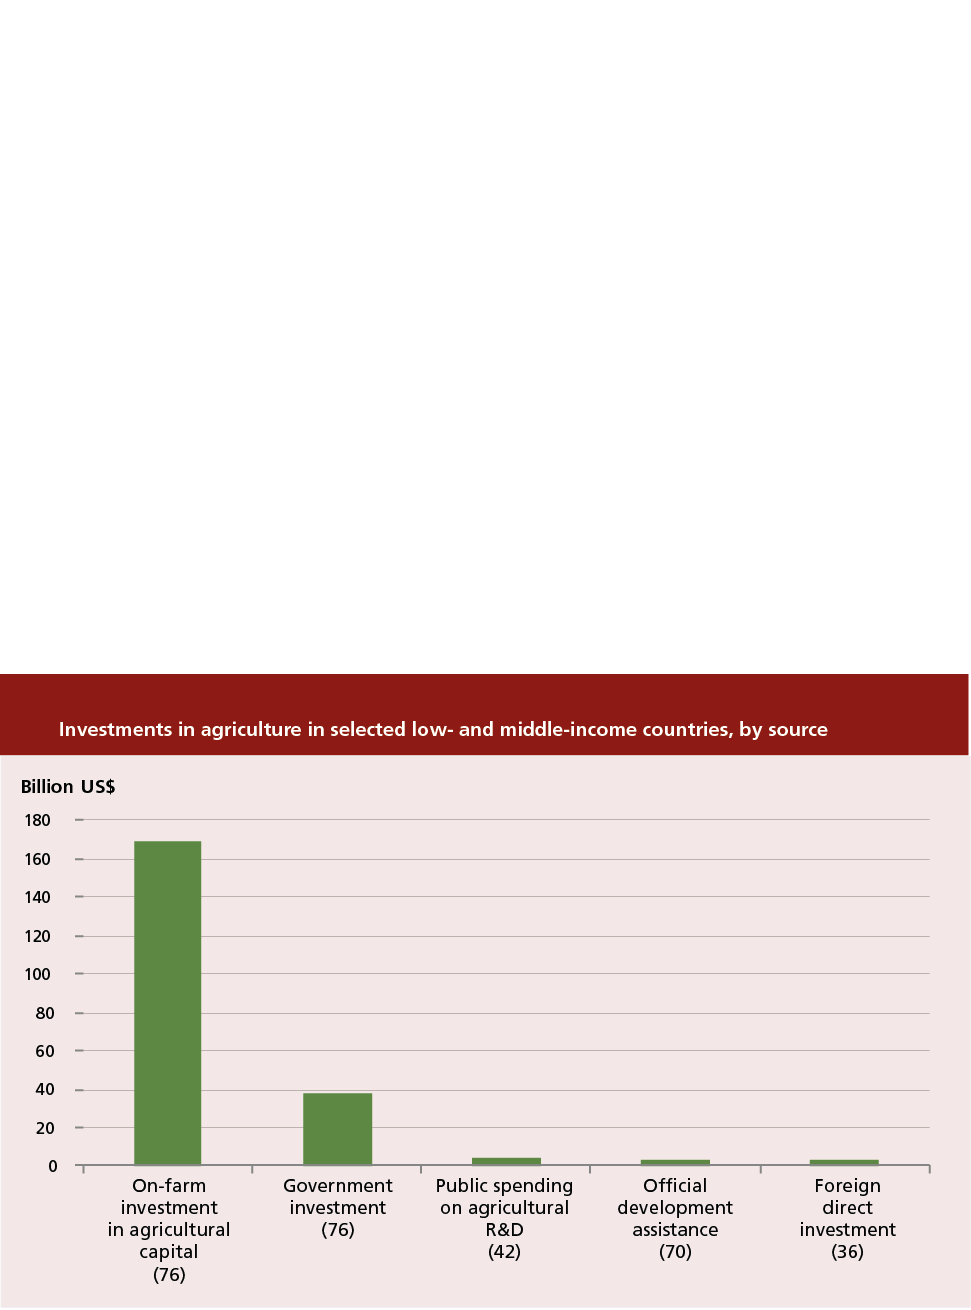 Investments in agriculture in selected low- and middle-income countries, by source
Billion US$
180
160
140
120
100
80
60
40
20
0
On-farm
investment
in agricultural
capital
(76)
Government
investment
(76)
Public spending
on agricultural
R&D
(42)
Official
development
assistance
(70)
Foreign
direct
investment
(36)